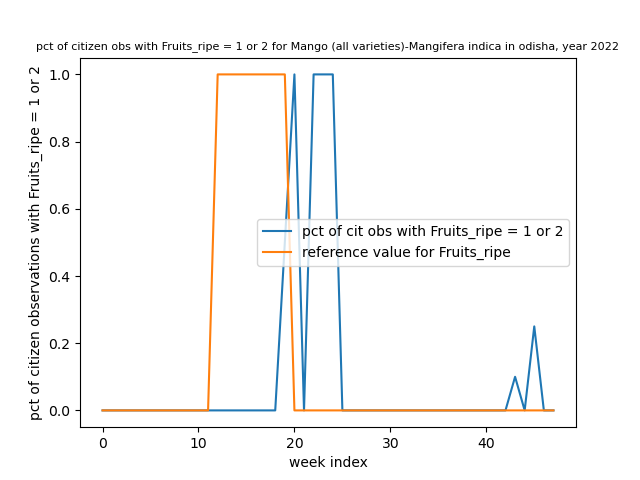 pct of citizen obs with Fruits_ripe = 1 or 2 for Mango (all varieties)-Mangifera indica in odisha, year 2022
pct of citizen observations with Fruits_ripe = 1 or 2
1.0
0.8
0.6
0.4
0.2
0.0
pct of cit obs with Fruits_ripe = 1 or 2
reference value for Fruits_ripe
0 10 20 30 40
week index